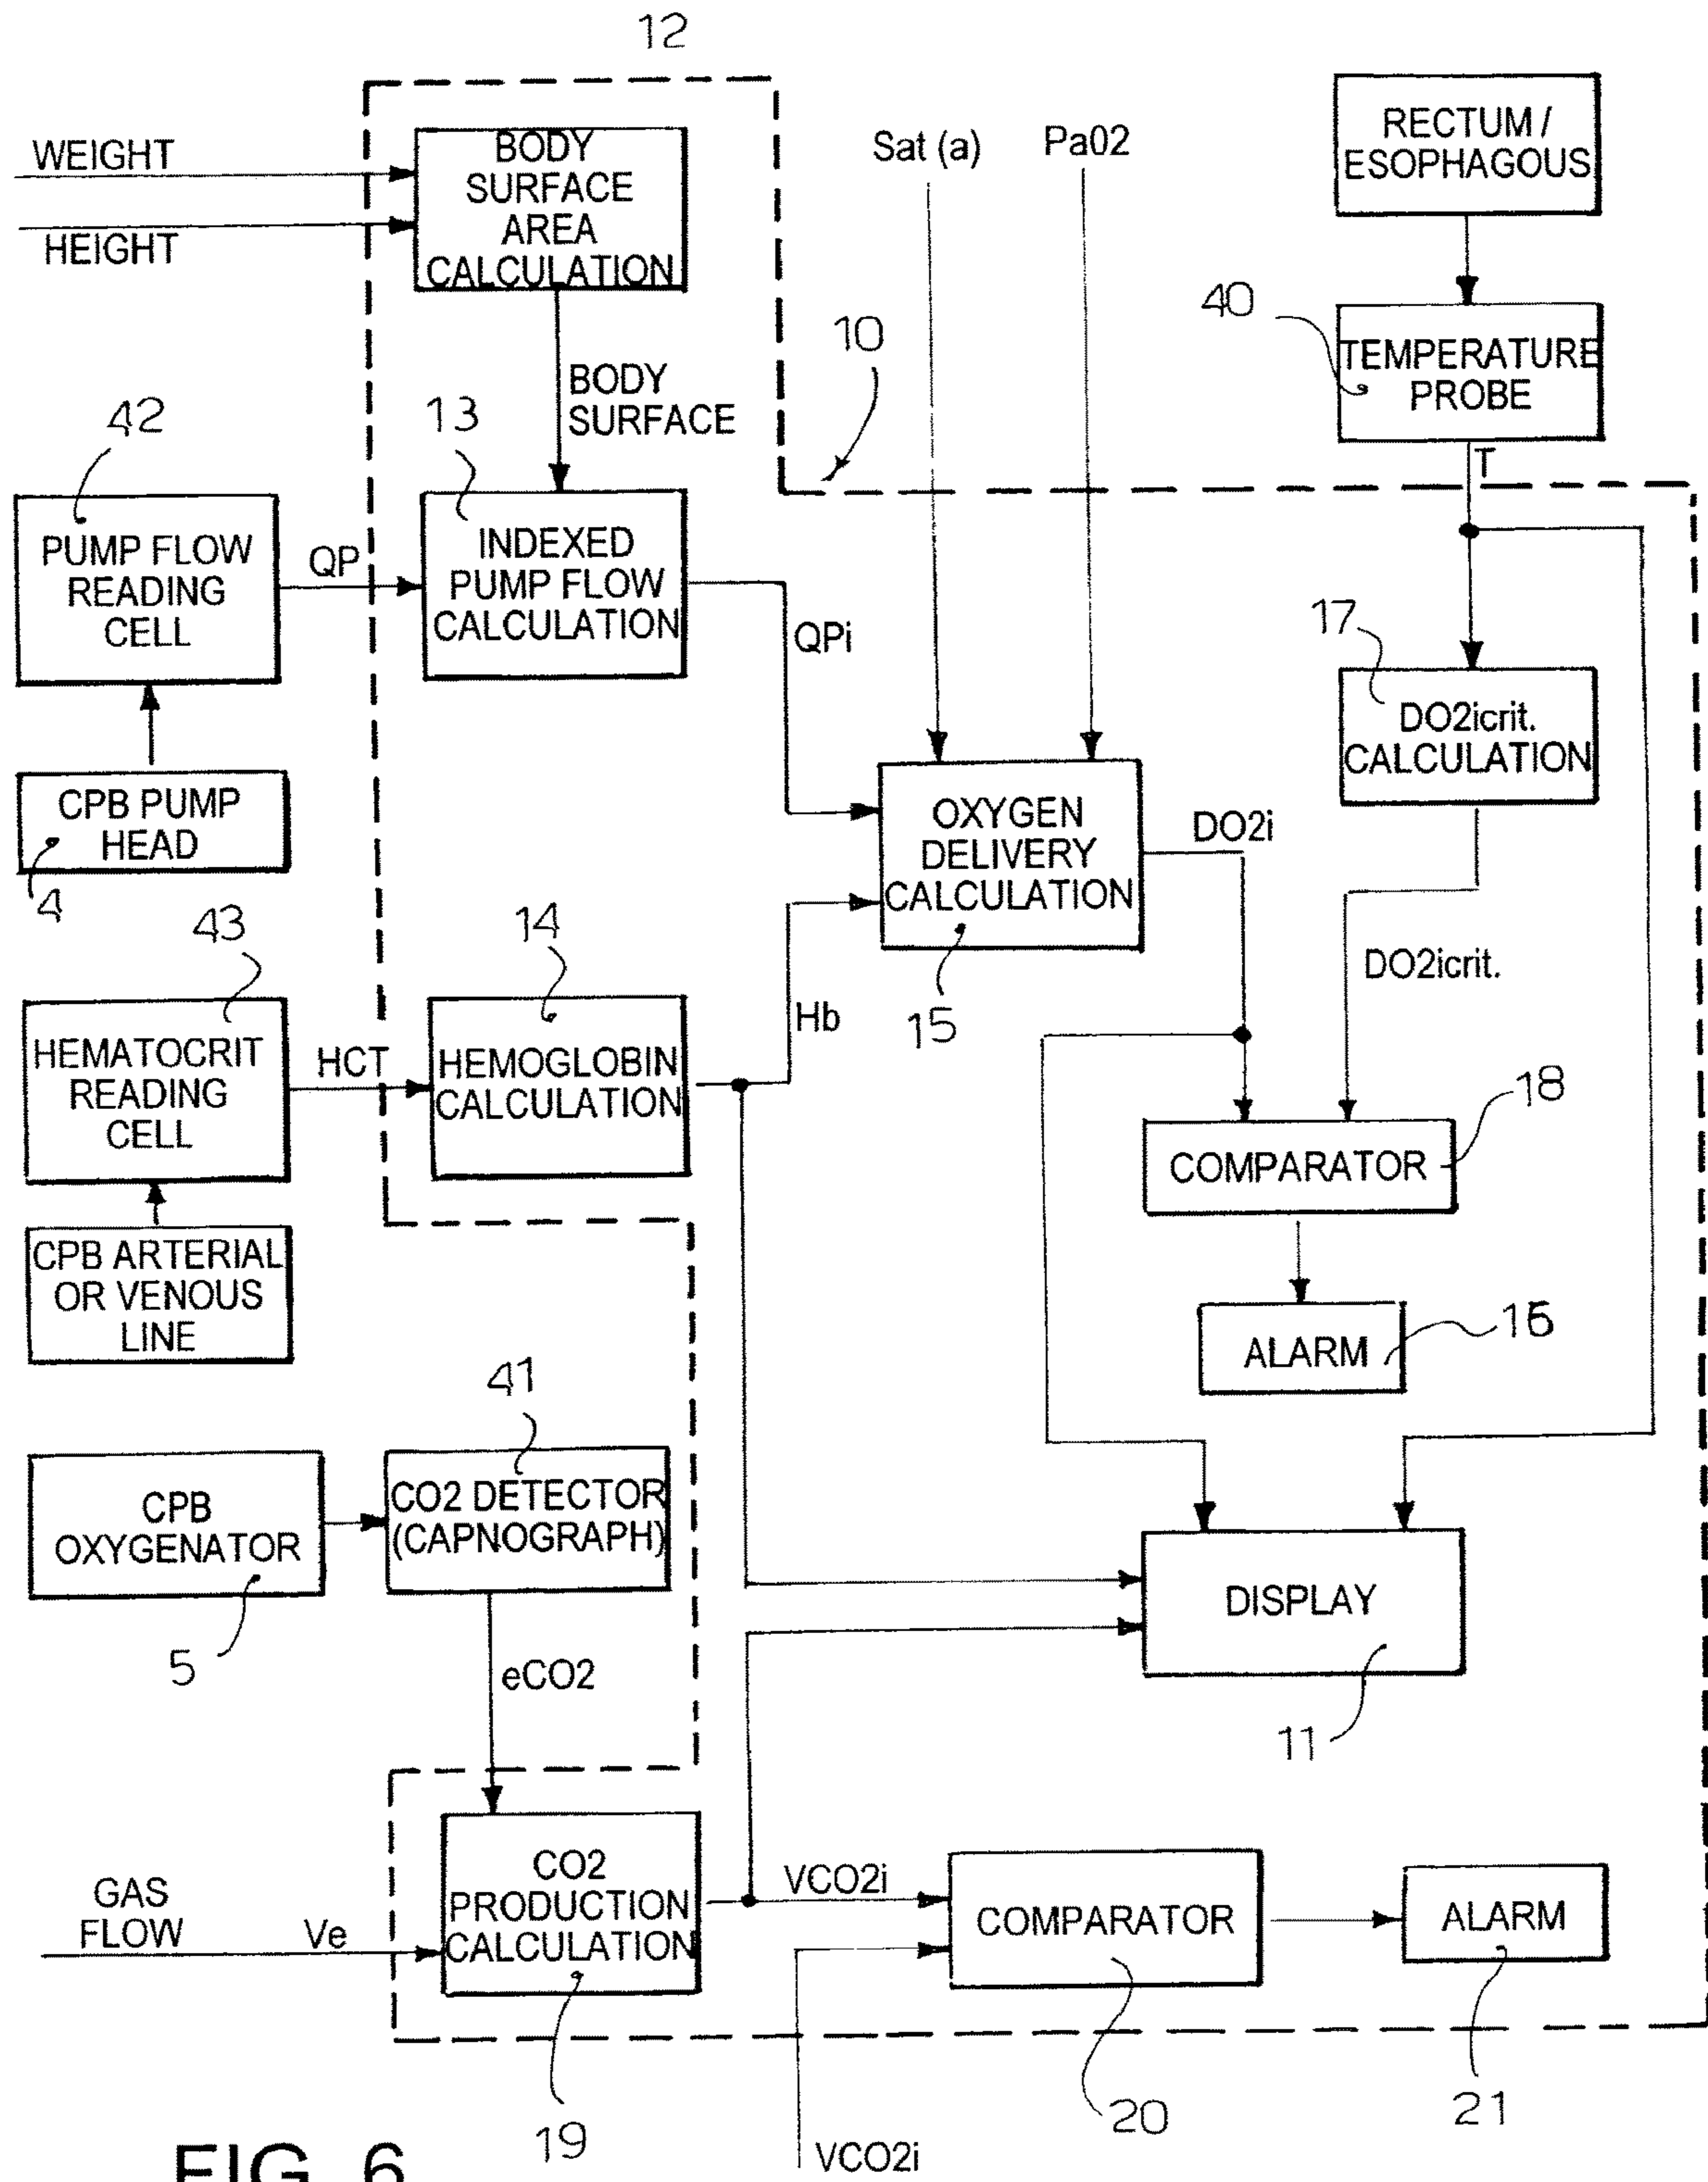 12
WEIGHT
HEIGHT
BODY
SURFACE
AREA
CALCULATION
Sat (a)
Pa02
RECTUM /
ESOPHAGOUS
BODY
SURFACE
10
40
TEMPERATURE
PROBE
T
42
13
PUMP FLOW
READING
CELL
QP
INDEXED
PUMP FLOW
CALCULATION
QPi
17
DO2icrit.
CALCULATION
CPB PUMP
HEAD
4
OXYGEN
DELIVERY
CALCULATION
15
DO2i
DO2icrit.
43
14
HEMATOCRIT
READING
CELL
HCT
HEMOGLOBIN
CALCULATION
Hb
COMPARATOR
18
CPB ARTERIAL
OR VENOUS
LINE
ALARM
16
41
CPB
OXYGENATOR
5
CO2 DETECTOR
(CAPNOGRAPH)
eCO2
DISPLAY
11
GAS
FLOW
Ve
CO2
PRODUCTION
CALCULATION
19
VCO2i
COMPARATOR
20
ALARM
21
VCO2i
FIG. 6